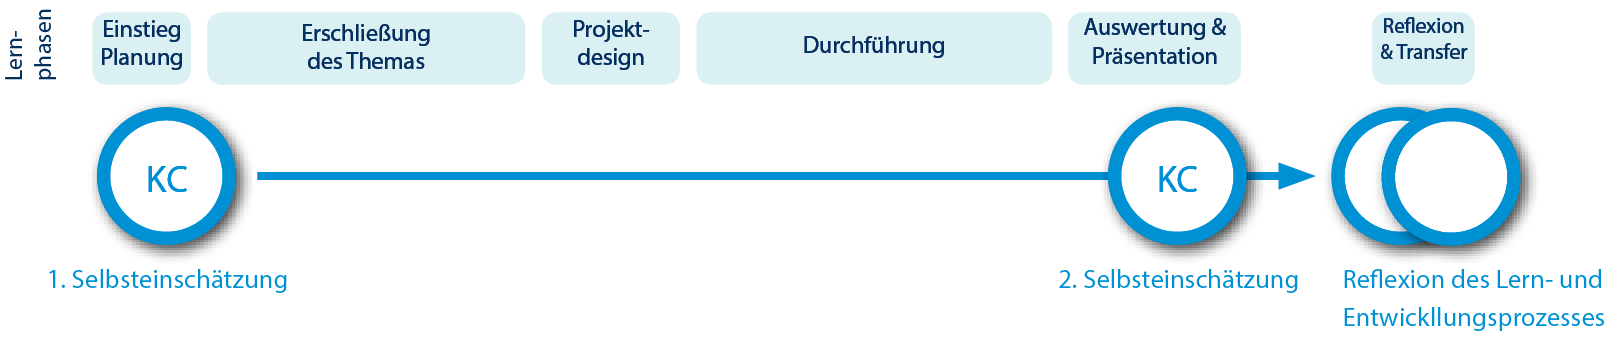 Lern-
phasen
Einstieg
Planung
Erschließung
des Themas
Projekt-
design
Durchführung
Auswertung &
Präsentation
Reflexion
& Transfer
KC
KC
1. Selbsteinschätzung
2. Selbsteinschätzung
Reflexion des Lern- und
Entwickllungsprozesses